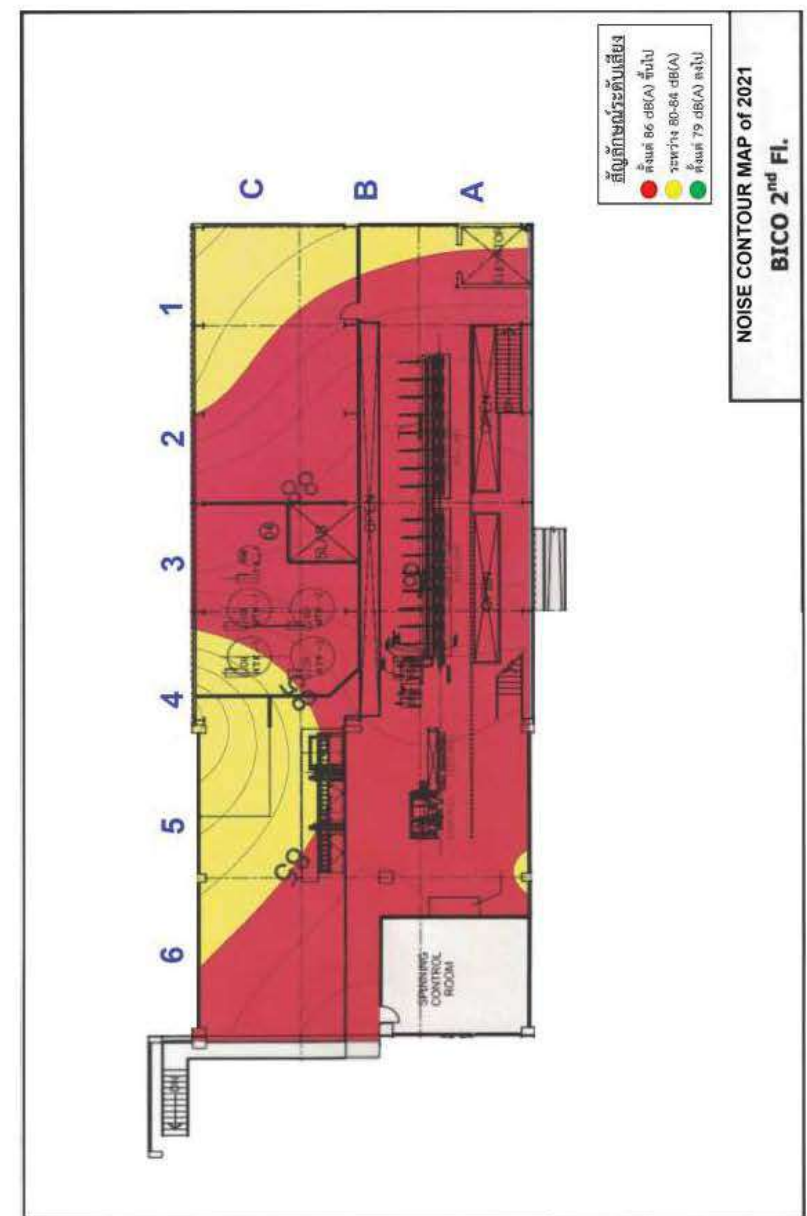 NOISE CONTOUR MAP of 2021
BICO 2nd Fl.
สัญลักษณ์ระดับเสียง
ตั้งแต่ 86 dB(A) ขึ้นไป
ระหว่าง 80-84 dB(A)
ตั้งแต่ 79 dB(A) ลงไป
C
B
A
1
2
3
4
5
6
ELEVATOR
OPEN
OPEN
OPEN
SLAB
SPINNING
CONTROL
ROOM
85